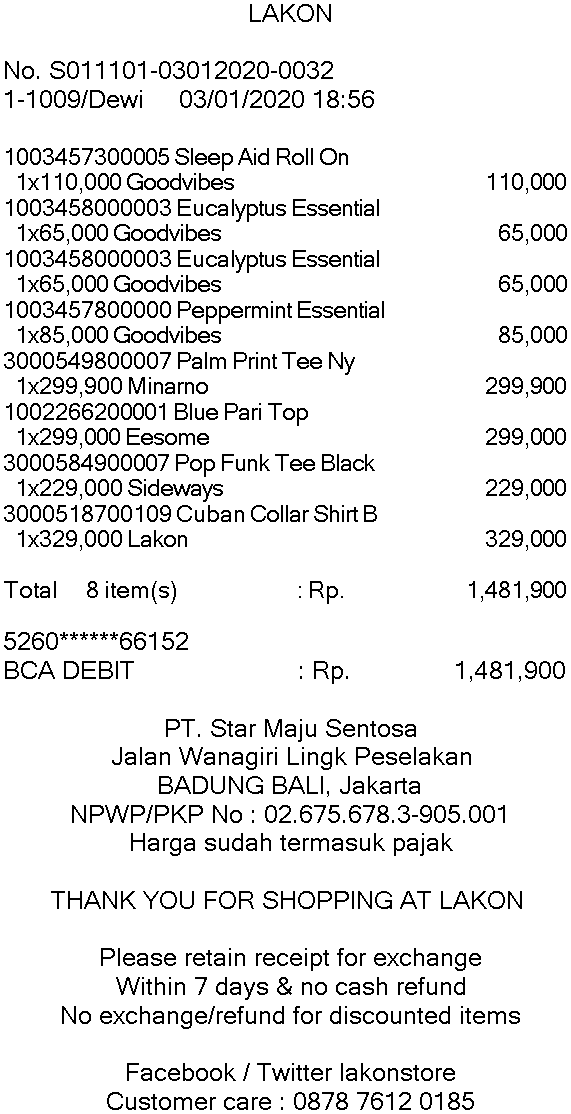 LAKON
No. S011101-03012020-0032
1-1009/Dewi 03/01/2020 18:56
1003457300005 Sleep Aid Roll On
1x110,000 Goodvibes 110,000
1003458000003 Eucalyptus Essential
1x65,000 Goodvibes 65,000
1003458000003 Eucalyptus Essential
1x65,000 Goodvibes 65,000
1003457800000 Peppermint Essential
1x85,000 Goodvibes 85,000
3000549800007 Palm Print Tee Ny
1x299,900 Minarno 299,900
1002266200001 Blue Pari Top
1x299,000 Eesome 299,000
3000584900007 Pop Funk Tee Black
1x229,000 Sideways 229,000
3000518700109 Cuban Collar Shirt B
1x329,000 Lakon 329,000
Total 8 item(s) : Rp. 1,481,900
5260******66152
BCA DEBIT : Rp. 1,481,900
PT. Star Maju Sentosa
Jalan Wanagiri Lingk Peselakan
BADUNG BALI, Jakarta
NPWP/PKP No : 02.675.678.3-905.001
Harga sudah termasuk pajak
THANK YOU FOR SHOPPING AT LAKON
Please retain receipt for exchange
Within 7 days & no cash refund
No exchange/refund for discounted items
Facebook / Twitter lakonstore
Customer care : 0878 7612 0185